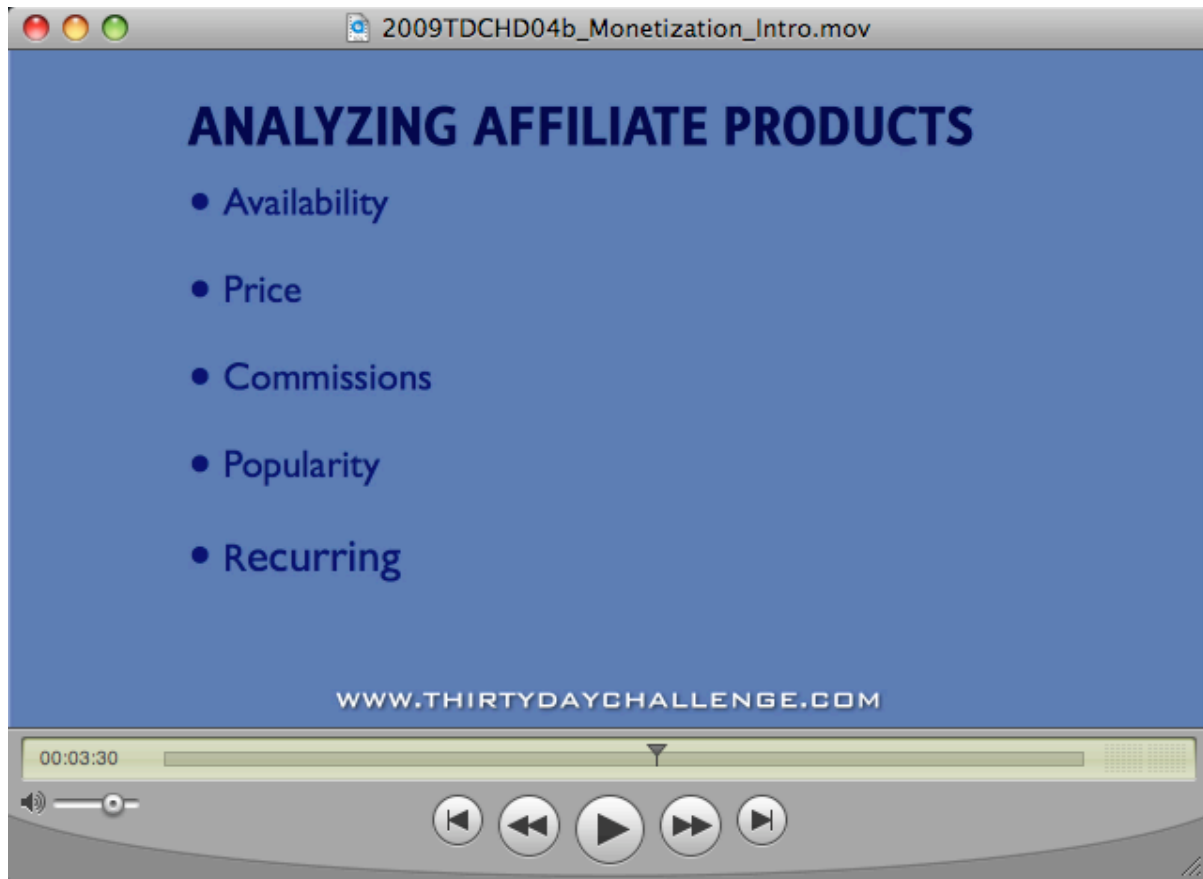 2009TDCHD04b_Monetization_Intro.mov
ANALYZING AFFILIATE PRODUCTS
• Availability
• Price
• Commissions
• Popularity
• Recurring
WWW.THIRTYDAYCHALLENGE.COM
00:03:30